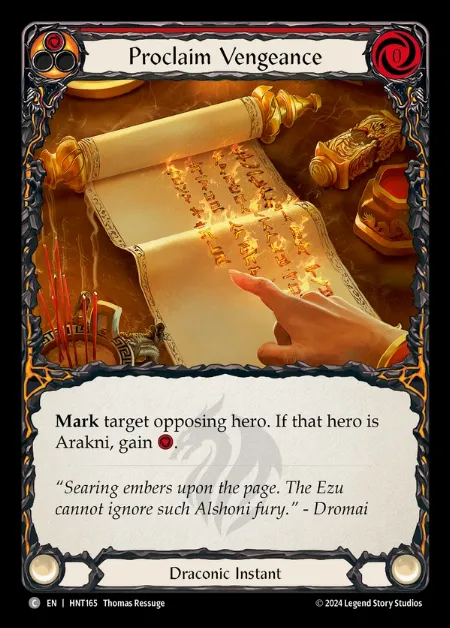 Proclaim Vengeance
0
Mark target opposing hero. If that hero is
Arakni, gain .
“Searing embers upon the page. The Ezu
cannot ignore such Alshoni fury.” - Dromai
Draconic Instant
C EN | HNT165 Thomas Ressuge © 2024 Legend Story Studios